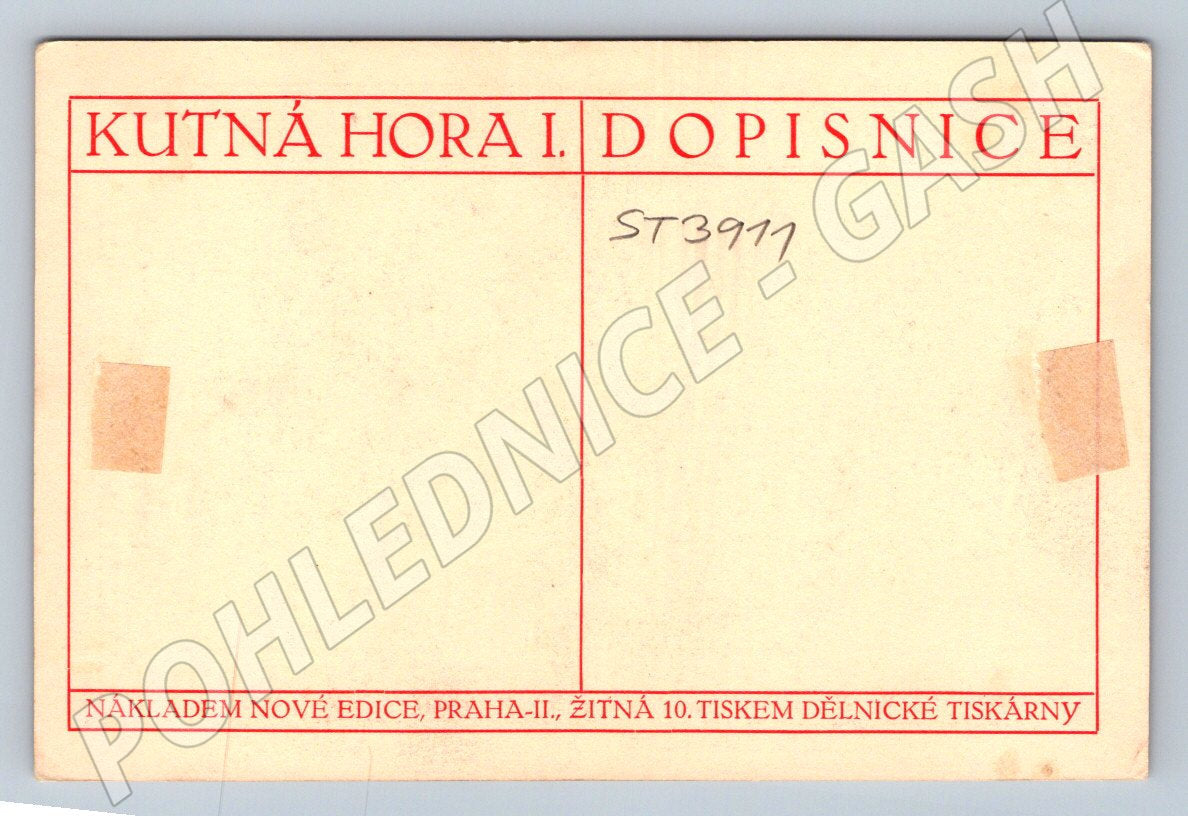 KUTNÁ HORA I.
DOPISNICE
ST3911
NÁKLADEM NOVÉ EDICE, PRAHA-II., ŽITNÁ 10. TISKEM DĚLNICKÉ TISKÁRNY
POHLEDNICE - GASH